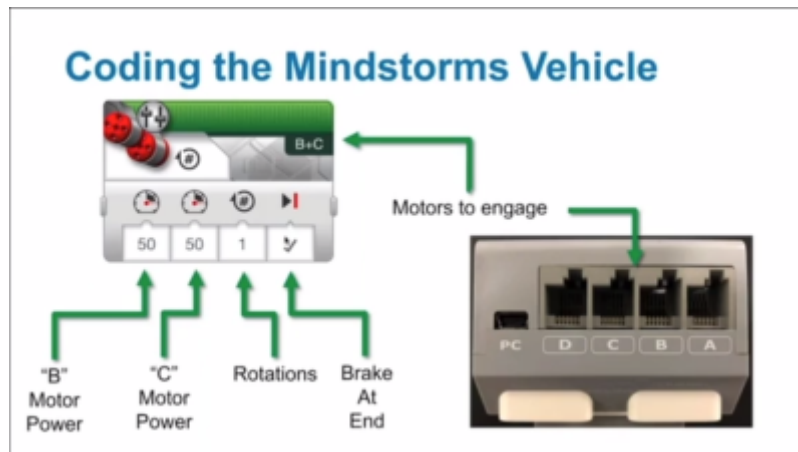 Coding the Mindstorms Vehicle
B+C
#
#
50 50 1
Motors to engage
PC D C B A
"B"
Motor
Power
"C"
Motor
Power
Rotations
Brake
At
End